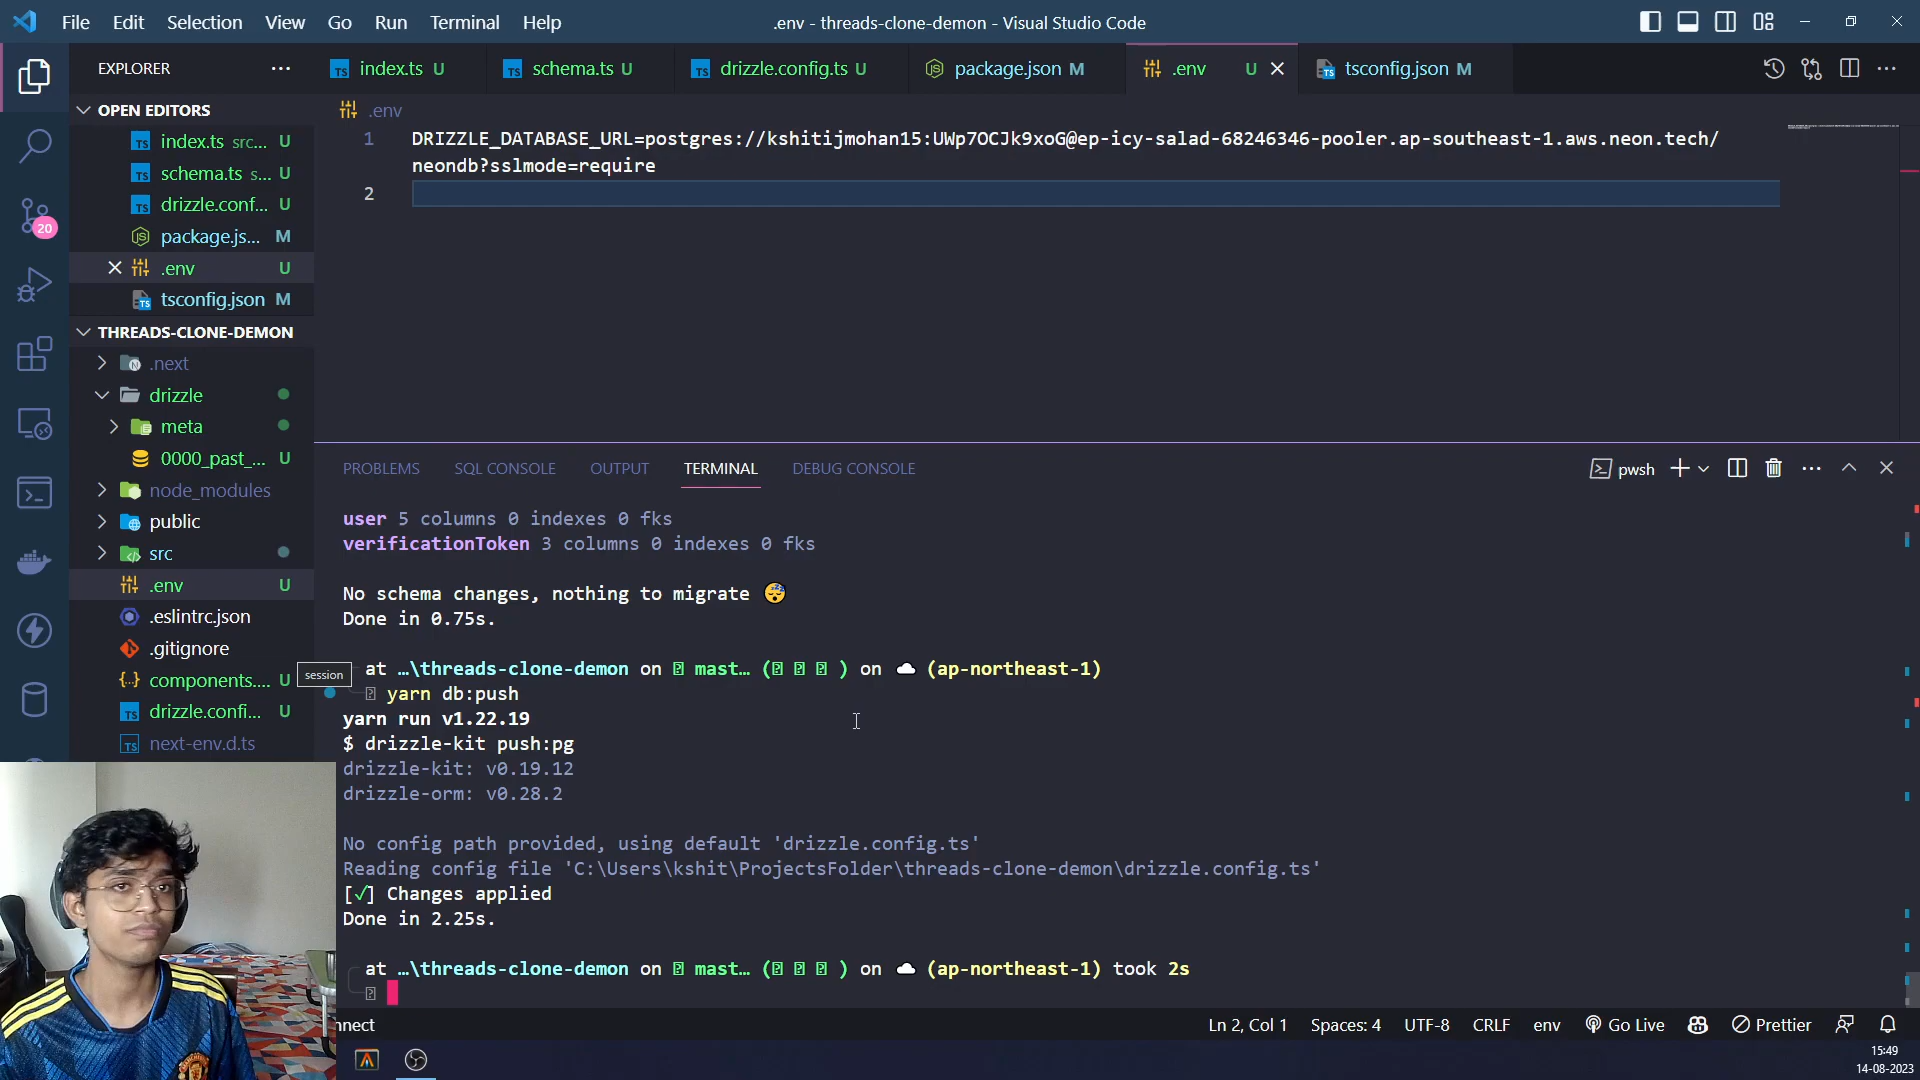 File Edit Selection View Go Run Terminal Help
.env - threads-clone-demon - Visual Studio Code
EXPLORER
index.ts U
schema.ts U
drizzle.config.ts U
package.json M
.env U
tsconfig.json M
OPEN EDITORS
index.ts src... U
schema.ts s... U
drizzle.conf... U
package.js... M
.env U
tsconfig.json M
THREADS-CLONE-DEMON
.next
drizzle
meta
0000_past_... U
node_modules
public
src
.env U
.eslintrc.json
.gitignore
components.... U
drizzle.confi... U
next-env.d.ts
20
session
.env
1 DRIZZLE_DATABASE_URL=postgres://kshitijmohan15:UWp7OCJk9xoG@ep-icy-salad-68246346-pooler.ap-southeast-1.aws.neon.tech/
neondb?sslmode=require
2
PROBLEMS SQL CONSOLE OUTPUT TERMINAL DEBUG CONSOLE
pwsh
user 5 columns 0 indexes 0 fks
verificationToken 3 columns 0 indexes 0 fks
No schema changes, nothing to migrate 😴
Done in 0.75s.
at …\threads-clone-demon on mast… ( ) on ☁ (ap-northeast-1)
yarn db:push
yarn run v1.22.19
$ drizzle-kit push:pg
drizzle-kit: v0.19.12
drizzle-orm: v0.28.2
No config path provided, using default 'drizzle.config.ts'
Reading config file 'C:\Users\kshit\ProjectsFolder\threads-clone-demon\drizzle.config.ts'
[✓] Changes applied
Done in 2.25s.
at …\threads-clone-demon on mast… ( ) on ☁ (ap-northeast-1) took 2s
nnect
Ln 2, Col 1 Spaces: 4 UTF-8 CRLF env Go Live Prettier
15:49
14-08-2023